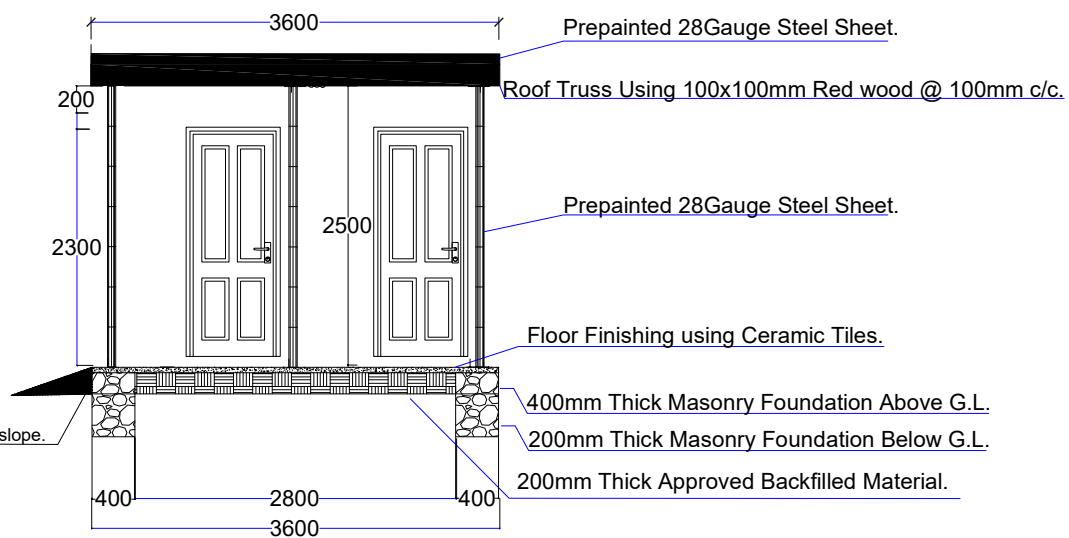 3600
Prepainted 28Gauge Steel Sheet.
Roof Truss Using 100x100mm Red wood @ 100mm c/c.
200
Prepainted 28Gauge Steel Sheet.
2500
2300
Floor Finishing using Ceramic Tiles.
400mm Thick Masonry Foundation Above G.L.
slope.
200mm Thick Masonry Foundation Below G.L.
200mm Thick Approved Backfilled Material.
400 2800 400
3600